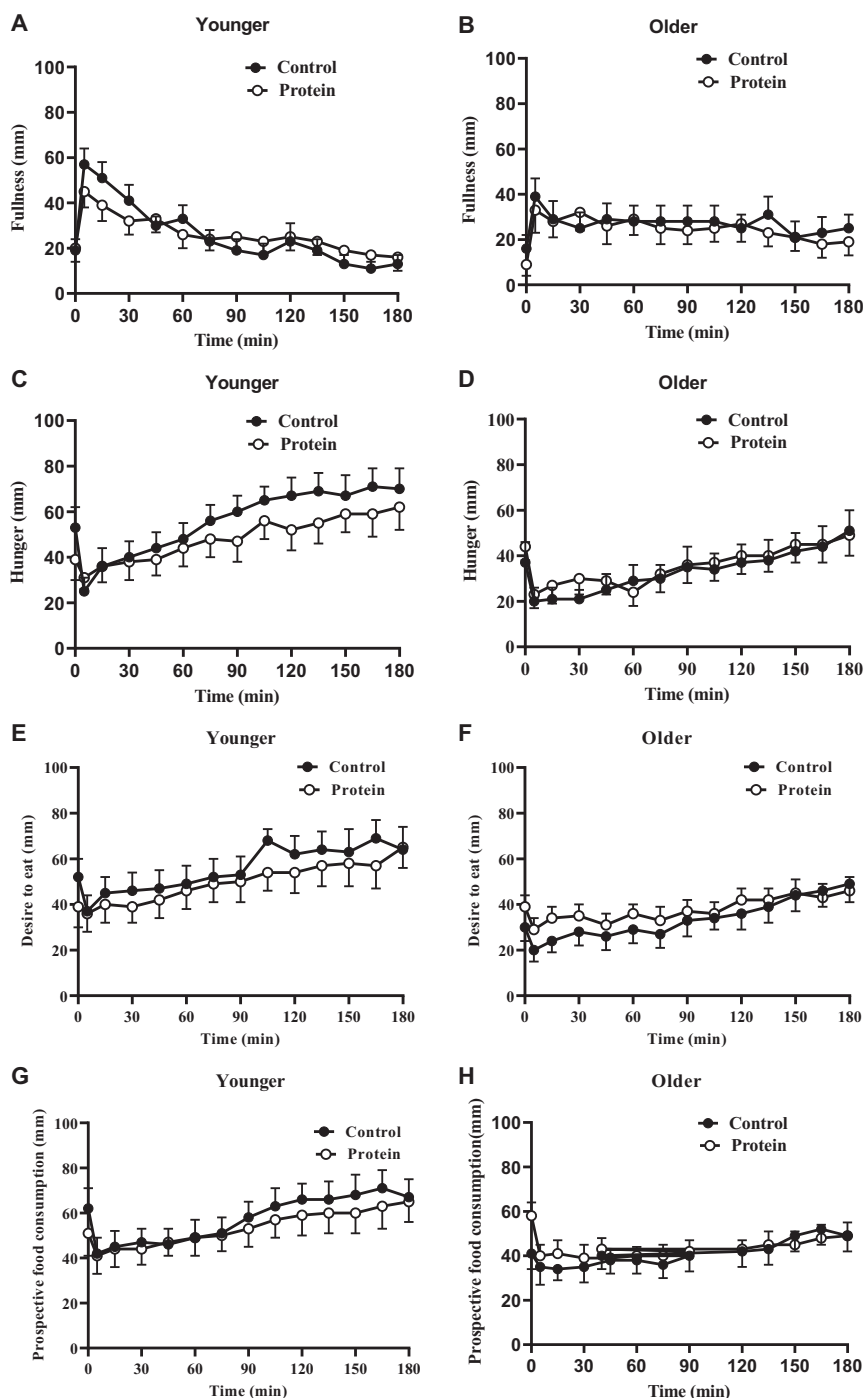 A
Younger
100
80
60
40
20
0
Fullness (mm)
Control
Protein
0 30 60 90 120 150 180
Time (min)
B
Older
100
80
60
40
20
0
Fullness (mm)
Control
Protein
0 30 60 90 120 150 180
Time (min)
C
Younger
100
80
60
40
20
0
Hunger (mm)
Control
Protein
0 30 60 90 120 150 180
Time (min)
D
Older
100
80
60
40
20
0
Hunger (mm)
Control
Protein
0 30 60 90 120 150 180
Time (min)
E
Younger
100
80
60
40
20
0
Desire to eat (mm)
Control
Protein
0 30 60 90 120 150 180
Time (min)
F
Older
100
80
60
40
20
0
Desire to eat (mm)
Control
Protein
0 30 60 90 120 150 180
Time (min)
G
Younger
100
80
60
40
20
0
Prospective food consumption (mm)
Control
Protein
0 30 60 90 120 150 180
Time (min)
H
Older
100
80
60
40
20
0
Prospective food consumption(mm)
Control
Protein
0 30 60 90 120 150 180
Time (min)